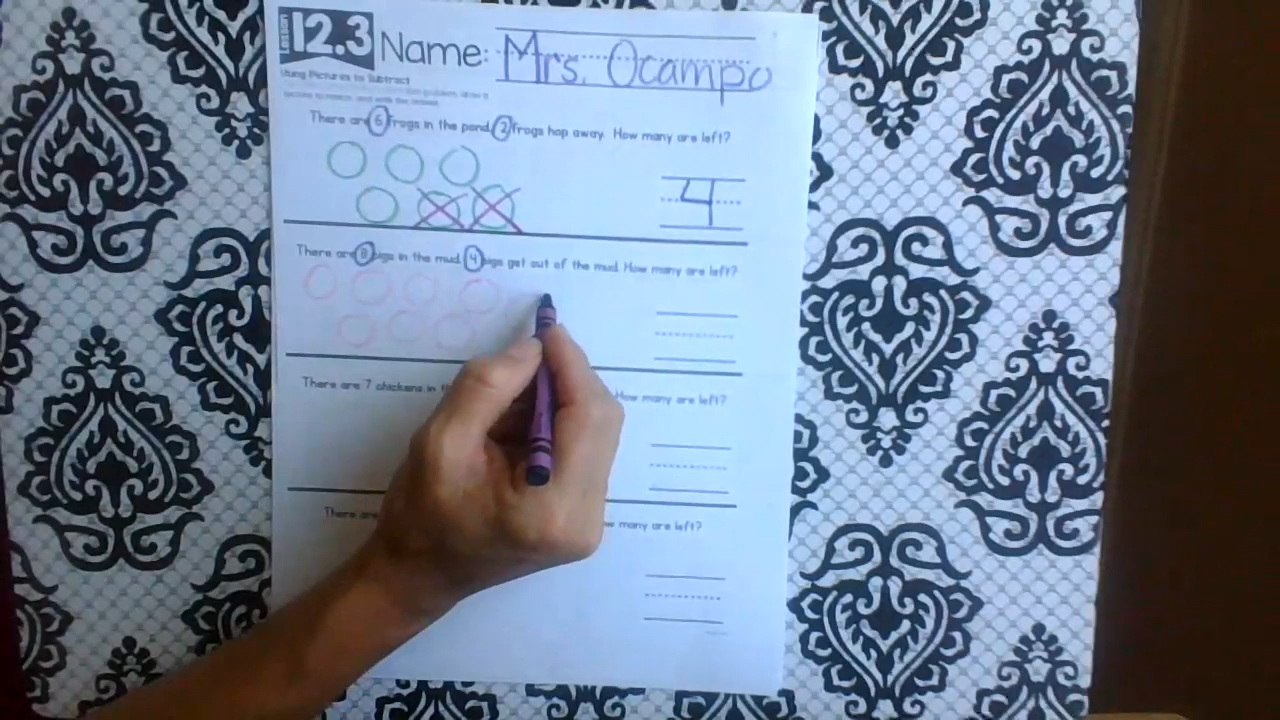 Lesson 12.3 Name: Mrs. Ocampo
Using Pictures to Subtract
There are 6 frogs in the pond. 2 frogs hop away. How many are left?
4
There are 8 pigs in the mud. 4 pigs get out of the mud. How many are left?
There are 7 chickens in How many are left?
There are many are left?